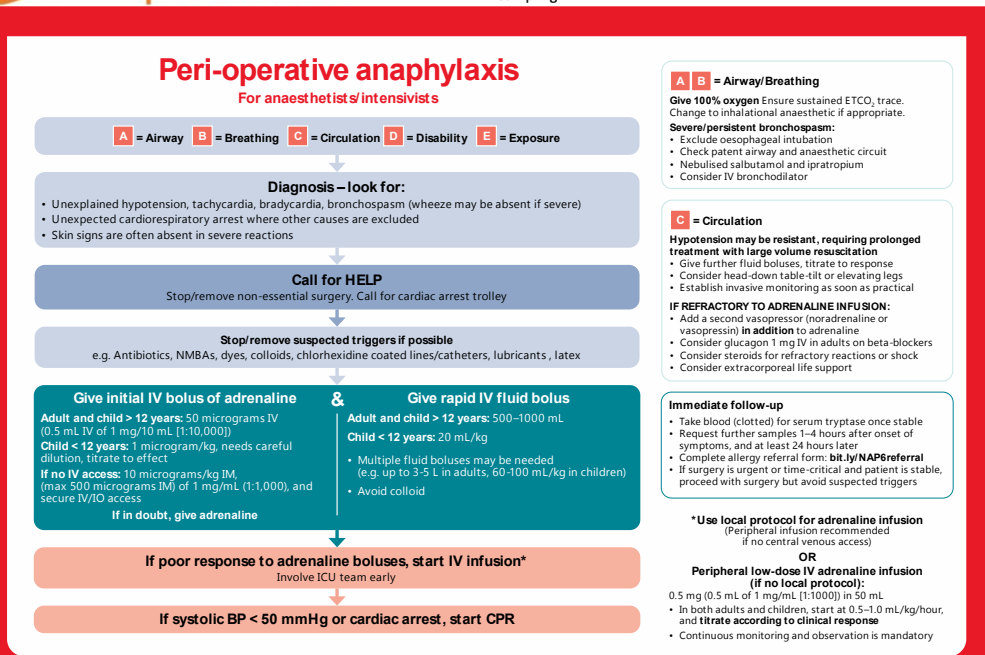 Peri-operative anaphylaxis
For anaesthetists/intensivists
A = Airway B = Breathing C = Circulation D = Disability E = Exposure
Diagnosis – look for:
• Unexplained hypotension, tachycardia, bradycardia, bronchospasm (wheeze may be absent if severe)
• Unexpected cardiorespiratory arrest where other causes are excluded
• Skin signs are often absent in severe reactions
Call for HELP
Stop/remove non-essential surgery. Call for cardiac arrest trolley
Stop/remove suspected triggers if possible
e.g. Antibiotics, NMBAs, dyes, colloids, chlorhexidine coated lines/catheters, lubricants , latex
Give initial IV bolus of adrenaline
Adult and child > 12 years: 50 micrograms IV
(0.5 mL IV of 1 mg/10 mL [1:10,000])
Child < 12 years: 1 microgram/kg, needs careful
dilution, titrate to effect
If no IV access: 10 micrograms/kg IM,
(max 500 micrograms IM) of 1 mg/mL (1:1,000), and
secure IV/IO access
If in doubt, give adrenaline
&
Give rapid IV fluid bolus
Adult and child > 12 years: 500–1000 mL
Child < 12 years: 20 mL/kg
• Multiple fluid boluses may be needed
(e.g. up to 3-5 L in adults, 60-100 mL/kg in children)
• Avoid colloid
If poor response to adrenaline boluses, start IV infusion*
Involve ICU team early
If systolic BP < 50 mmHg or cardiac arrest, start CPR
A B = Airway/Breathing
Give 100% oxygen Ensure sustained ETCO₂ trace.
Change to inhalational anaesthetic if appropriate.
Severe/persistent bronchospasm:
• Exclude oesophageal intubation
• Check patent airway and anaesthetic circuit
• Nebulised salbutamol and ipratropium
• Consider IV bronchodilator
C = Circulation
Hypotension may be resistant, requiring prolonged
treatment with large volume resuscitation
• Give further fluid boluses, titrate to response
• Consider head-down table-tilt or elevating legs
• Establish invasive monitoring as soon as practical
IF REFRACTORY TO ADRENALINE INFUSION:
• Add a second vasopressor (noradrenaline or
vasopressin) in addition to adrenaline
• Consider glucagon 1 mg IV in adults on beta-blockers
• Consider steroids for refractory reactions or shock
• Consider extracorporeal life support
Immediate follow-up
• Take blood (clotted) for serum tryptase once stable
• Request further samples 1–4 hours after onset of
symptoms, and at least 24 hours later
• Complete allergy referral form: bit.ly/NAP6referral
• If surgery is urgent or time-critical and patient is stable,
proceed with surgery but avoid suspected triggers
*Use local protocol for adrenaline infusion
(Peripheral infusion recommended
if no central venous access)
OR
Peripheral low-dose IV adrenaline infusion
(if no local protocol):
0.5 mg (0.5 mL of 1 mg/mL [1:1000]) in 50 mL
• In both adults and children, start at 0.5–1.0 mL/kg/hour,
and titrate according to clinical response
• Continuous monitoring and observation is mandatory